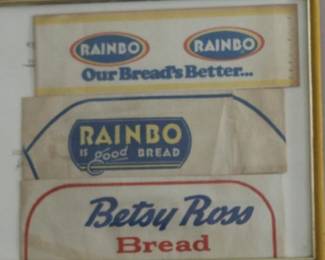 RAINBO RAINBO
Our Bread's Better...
RAINBO
IS good BREAD
Betsy Ross
Bread